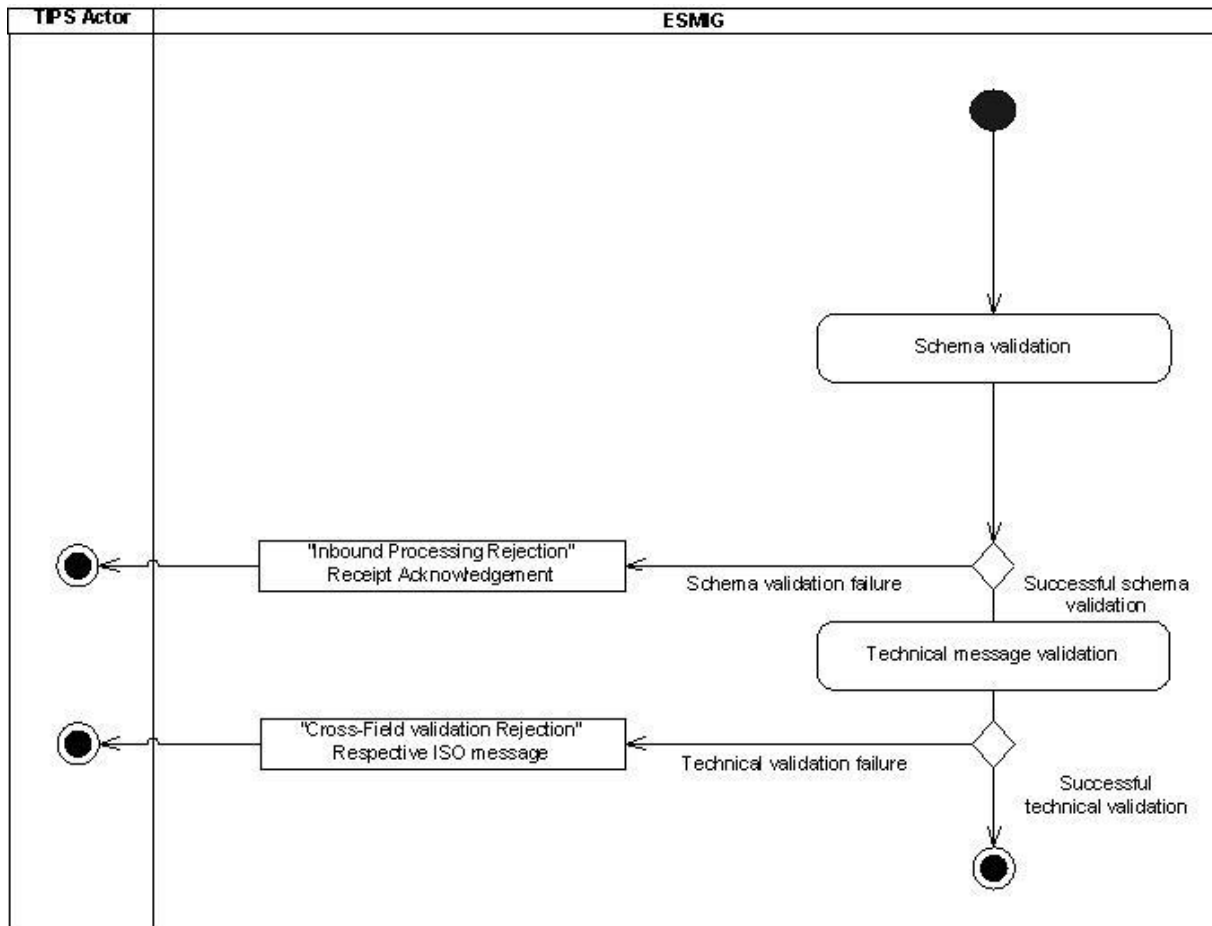 TIPS Actor
ESMIG
Schema validation
"Inbound Processing Rejection"
Receipt Acknowledgement
Schema validation failure
Successful schema
validation
Technical message validation
"Cross-Field validation Rejection"
Respective ISO message
Technical validation failure
Successful
technical validation